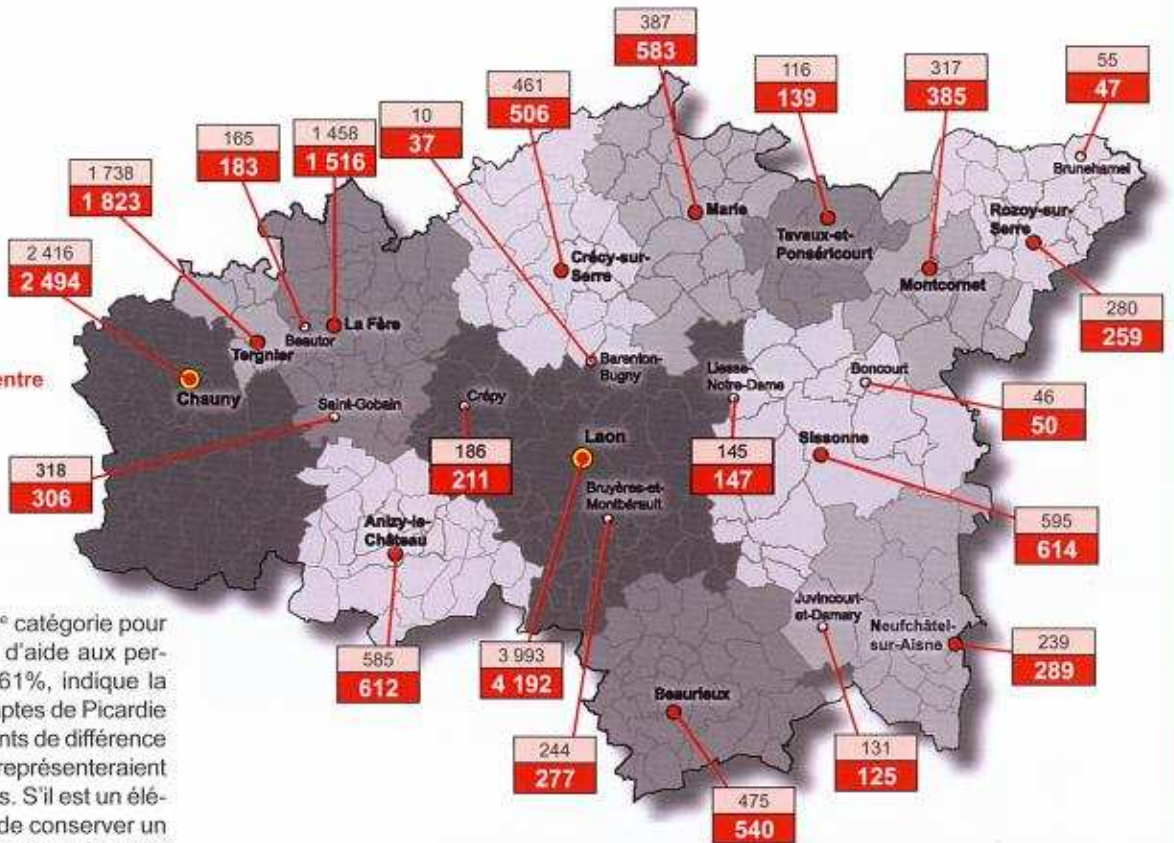 387
583
116
139
317
385
55
47
461
506
10
37
165
183
1 458
1 516
1 738
1 823
2 416
2 494
Brunehamel
Rozoy-sur-
Serre
Marle
Tavaux-et-
Ponséricourt
Crécy-sur-
Serre
Montcornet
280
259
La Fère
Beautor
Tergnier
Barenton-
Bugny
Liesse-
Notre-Dame
Boncourt
entre
Chauny
Saint-Gobain
Crépy
46
50
318
306
186
211
Laon
145
147
Sissonne
Bruyères-et-
Montbérault
Anizy-le-
Château
595
614
Juvincourt-
et-Damary
Neufchâtel-
sur-Aisne
239
289
585
612
3 993
4 192
Beaurieux
244
277
131
125
475
540
e catégorie pour
d'aide aux per-
61%, indique la
ptes de Picardie
nts de différence
représenteraient
s. S'il est un élé-
de conserver un